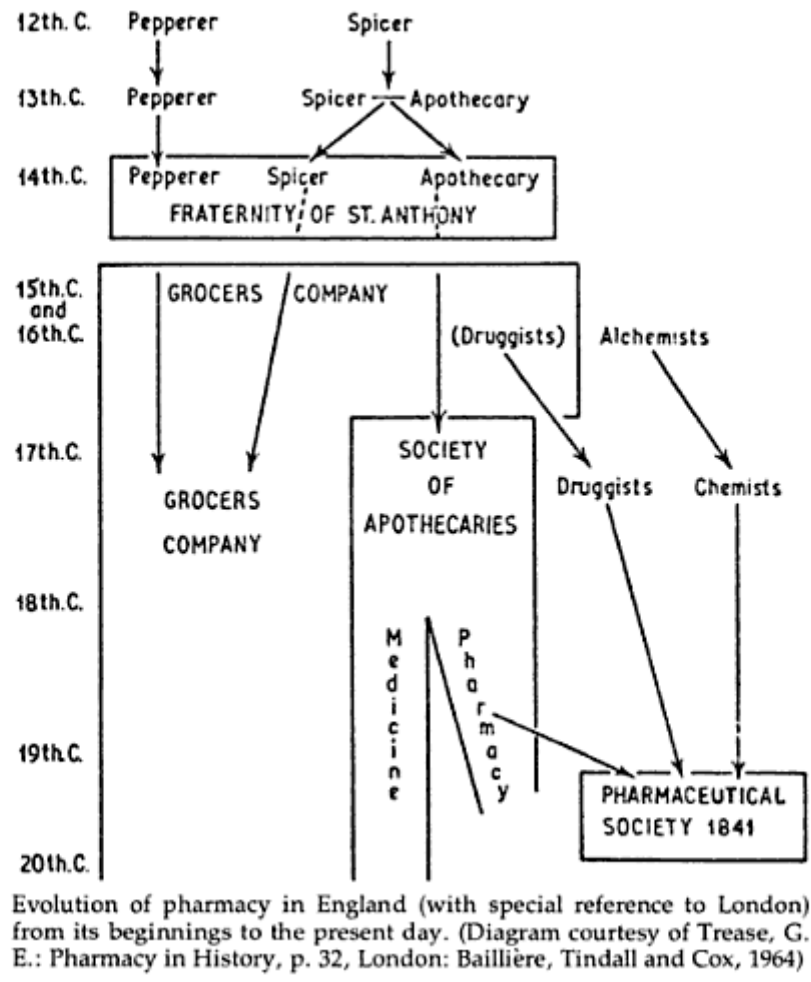 12th. C. Pepperer Spicer
13th.C. Pepperer Spicer — Apothecary
14th.C. Pepperer Spicer Apothecary
FRATERNITY OF ST. ANTHONY
15th.C. GROCERS COMPANY
and
16th.C. (Druggists) Alchemists
17th.C. SOCIETY
OF
APOTHECARIES
Druggists Chemists
GROCERS
COMPANY
18th.C.
Medicine
Pharmacy
19th.C.
PHARMACEUTICAL
SOCIETY 1841
20th.C.
Evolution of pharmacy in England (with special reference to London)
from its beginnings to the present day. (Diagram courtesy of Trease, G.
E.: Pharmacy in History, p. 32, London: Baillière, Tindall and Cox, 1964)